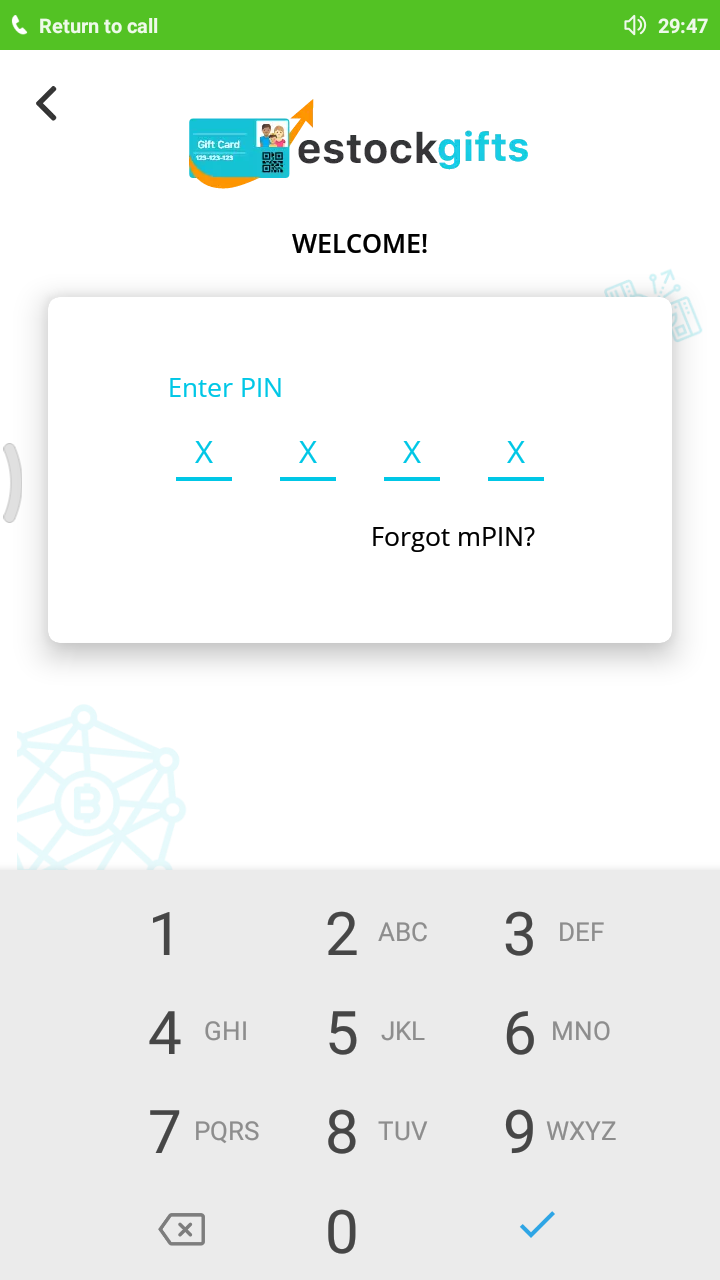 Return to call 29:47
Gift Card
123-123-123
estockgifts
WELCOME!
Enter PIN
X X X X
Forgot mPIN?
1 2 ABC 3 DEF
4 GHI 5 JKL 6 MNO
7 PQRS 8 TUV 9 WXYZ
0